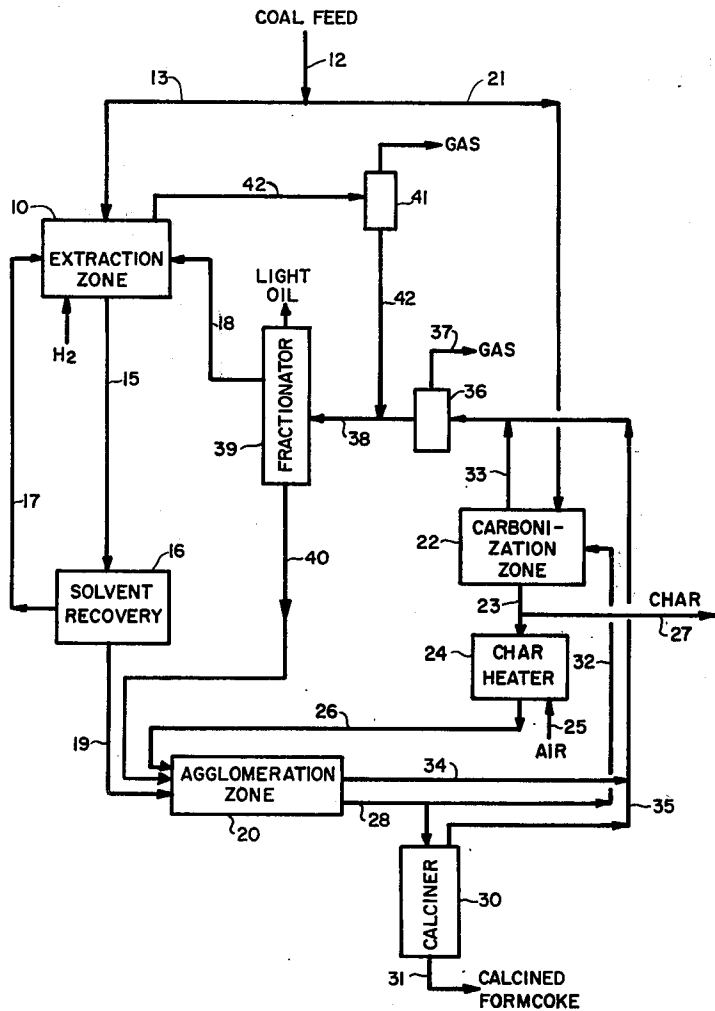 COAL FEED
12
13
21
GAS
42
41
10
EXTRACTION
ZONE
LIGHT
OIL
18
42
37
GAS
H2
36
15
FRACTIONATOR
39
38
33
17
16
40
22
CARBONI-
ZATION
ZONE
SOLVENT
RECOVERY
23
CHAR
27
24
CHAR
HEATER
32
26
25
AIR
19
AGGLOMERATION
ZONE
34
28
35
20
CALCINER
30
31
CALCINED
FORMCOKE